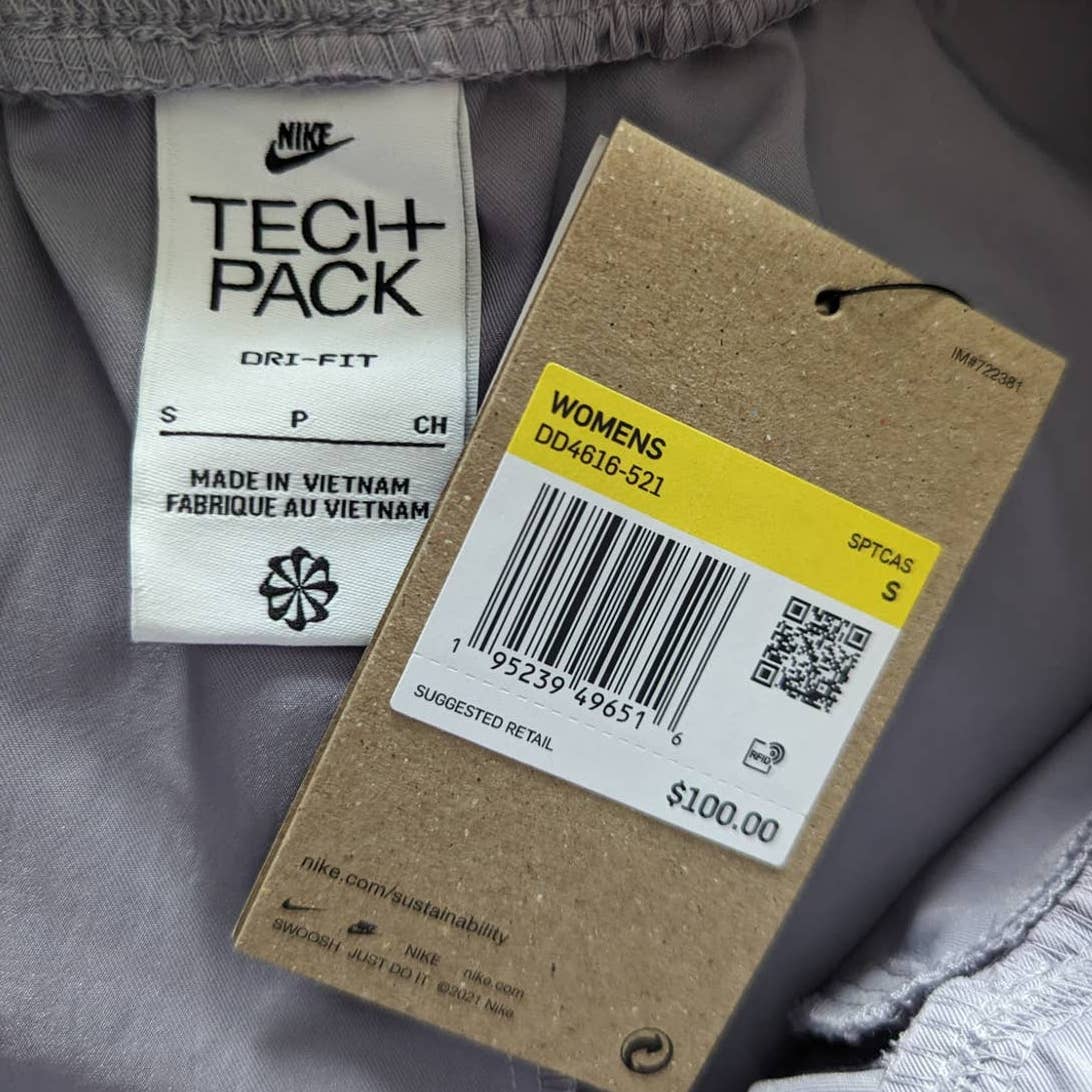 NIKE
TECH
PACK
DRI-FIT
S P CH
MADE IN VIETNAM
FABRIQUE AU VIETNAM
IM#722381
WOMENS
DD4616-521
SPTCAS
S
1 95239 49651 6
SUGGESTED RETAIL
RFID
$100.00
nike.com/sustainability
SWOOSH JUST DO IT NIKE nike.com
©2021 Nike